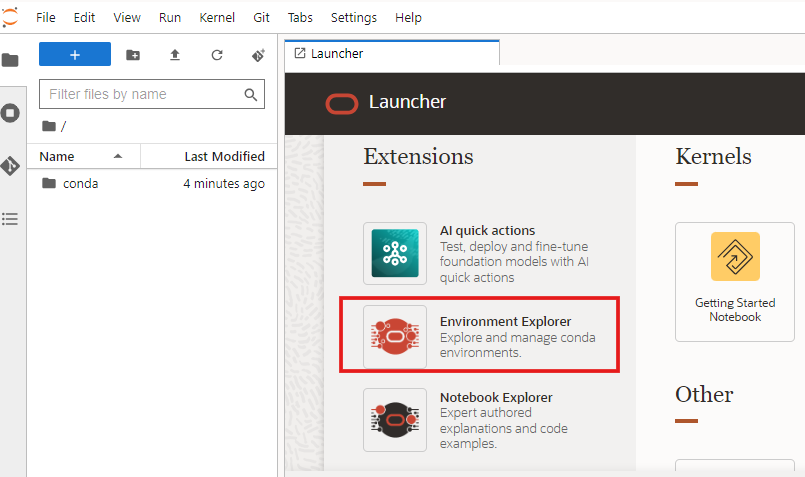 File Edit View Run Kernel Git Tabs Settings Help
+
Filter files by name
/
Name Last Modified
conda 4 minutes ago
Launcher
Launcher
Extensions
AI quick actions
Test, deploy and fine-tune
foundation models with AI
quick actions
Environment Explorer
Explore and manage conda
environments.
Notebook Explorer
Expert authored
explanations and code
examples.
Kernels
Getting Started
Notebook
Other